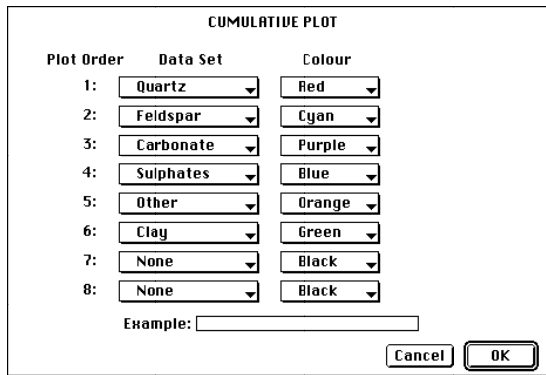 CUMULATIVE PLOT
Plot Order Data Set Colour
1: Quartz Red
2: Feldspar Cyan
3: Carbonate Purple
4: Sulphates Blue
5: Other Orange
6: Clay Green
7: None Black
8: None Black
Example:
Cancel OK